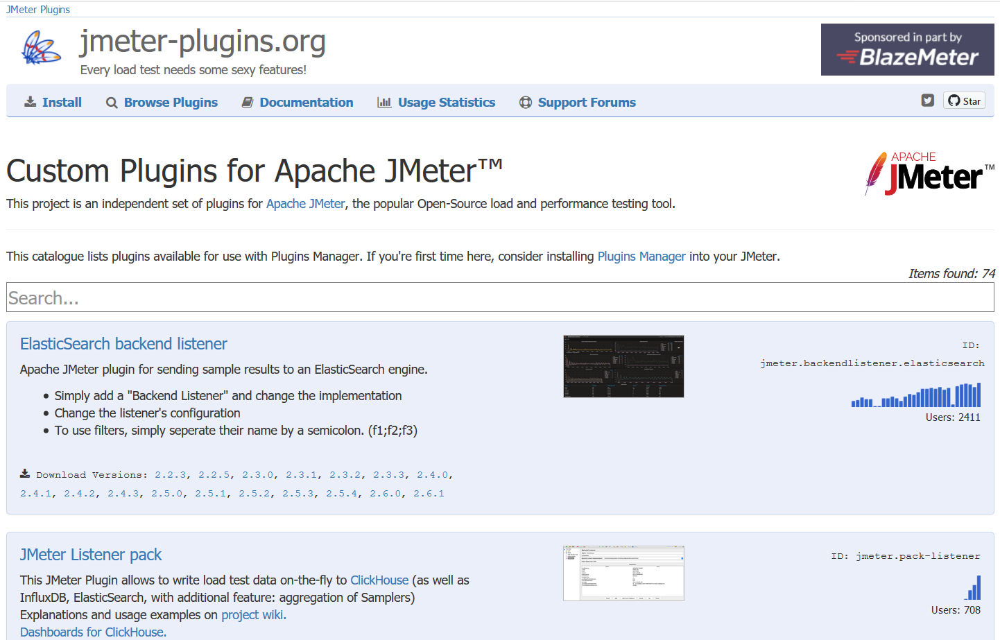 JMeter Plugins
jmeter-plugins.org
Every load test needs some sexy features!
Sponsored in part by
BlazeMeter
Install
Browse Plugins
Documentation
Usage Statistics
Support Forums
Star
Custom Plugins for Apache JMeter™
APACHE
JMeter™
This project is an independent set of plugins for Apache JMeter, the popular Open-Source load and performance testing tool.
This catalogue lists plugins available for use with Plugins Manager. If you're first time here, consider installing Plugins Manager into your JMeter.
Items found: 74
Search...
ElasticSearch backend listener
Apache JMeter plugin for sending sample results to an ElasticSearch engine.
• Simply add a "Backend Listener" and change the implementation
• Change the listener's configuration
• To use filters, simply seperate their name by a semicolon. (f1;f2;f3)
Download Versions: 2.2.3, 2.2.5, 2.3.0, 2.3.1, 2.3.2, 2.3.3, 2.4.0,
2.4.1, 2.4.2, 2.4.3, 2.5.0, 2.5.1, 2.5.2, 2.5.3, 2.5.4, 2.6.0, 2.6.1
ID:
jmeter.backendlistener.elasticsearch
Users: 2411
JMeter Listener pack
This JMeter Plugin allows to write load test data on-the-fly to ClickHouse (as well as
InfluxDB, ElasticSearch, with additional feature: aggregation of Samplers)
Explanations and usage examples on project wiki.
Dashboards for ClickHouse.
ID: jmeter.pack-listener
Users: 708